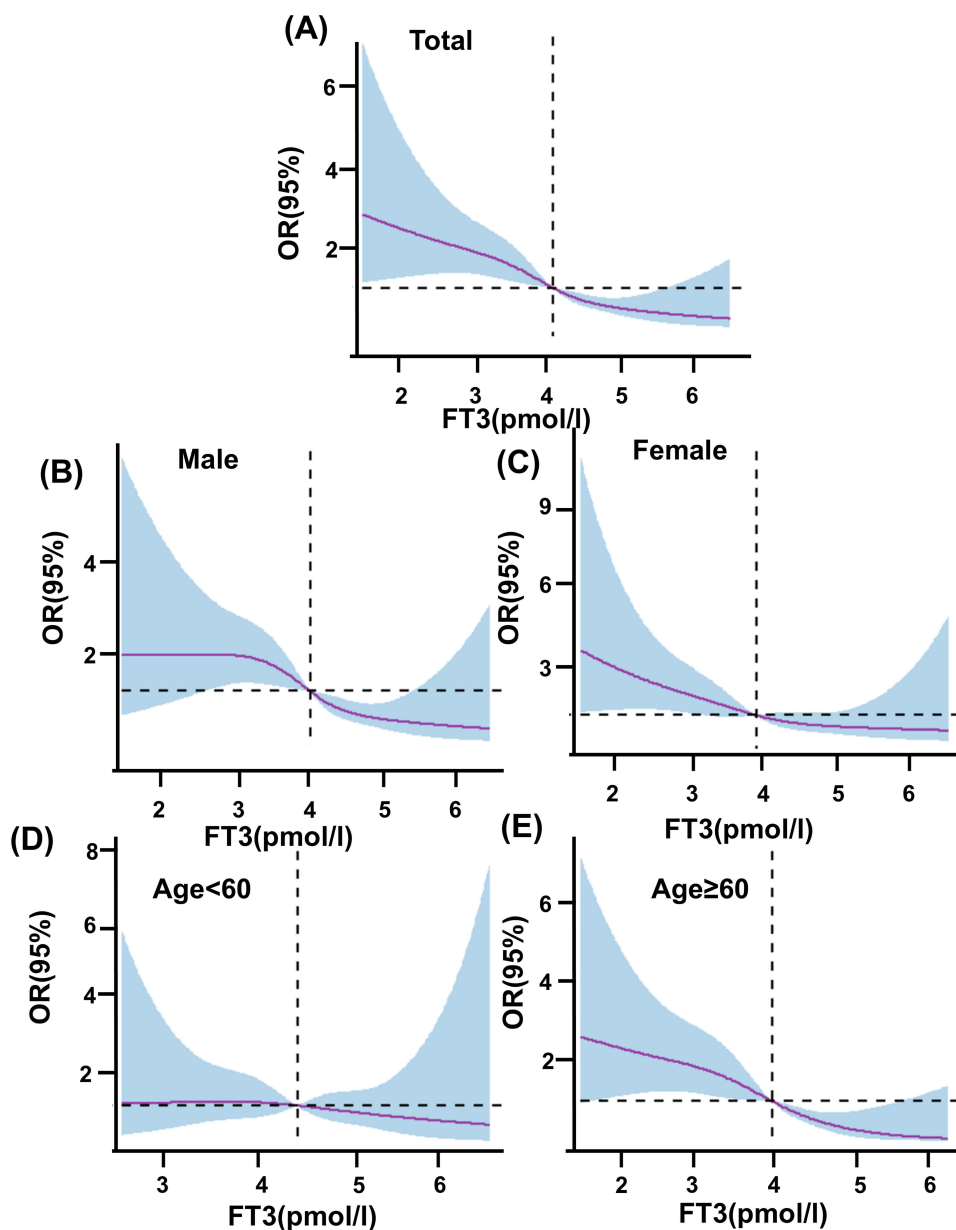 (A)
Total
OR(95%)
6
4
2
2 3 4 5 6
FT3(pmol/l)
(B)
Male
OR(95%)
4
2
2 3 4 5 6
FT3(pmol/l)
(C)
Female
OR(95%)
9
6
3
2 3 4 5 6
FT3(pmol/l)
(D)
Age<60
OR(95%)
8
6
4
2
3 4 5 6
FT3(pmol/l)
(E)
Age≥60
OR(95%)
6
4
2
2 3 4 5 6
FT3(pmol/l)